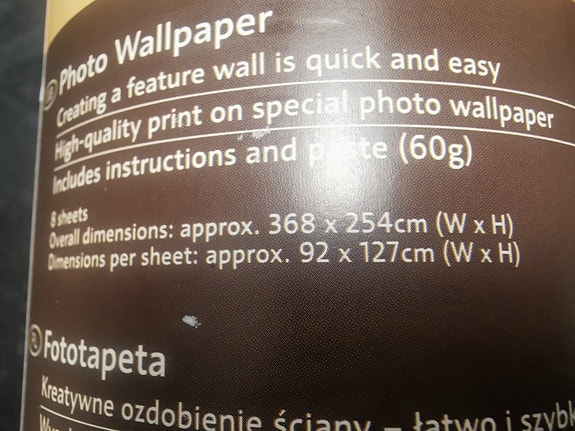 GB Photo Wallpaper
Creating a feature wall is quick and easy
High-quality print on special photo wallpaper
Includes instructions and paste (60g)
8 sheets
Overall dimensions: approx. 368 x 254cm (W x H)
Dimensions per sheet: approx. 92 x 127cm (W x H)
PL Fototapeta
Kreatywne ozdobienie ściany – łatwo i szybk